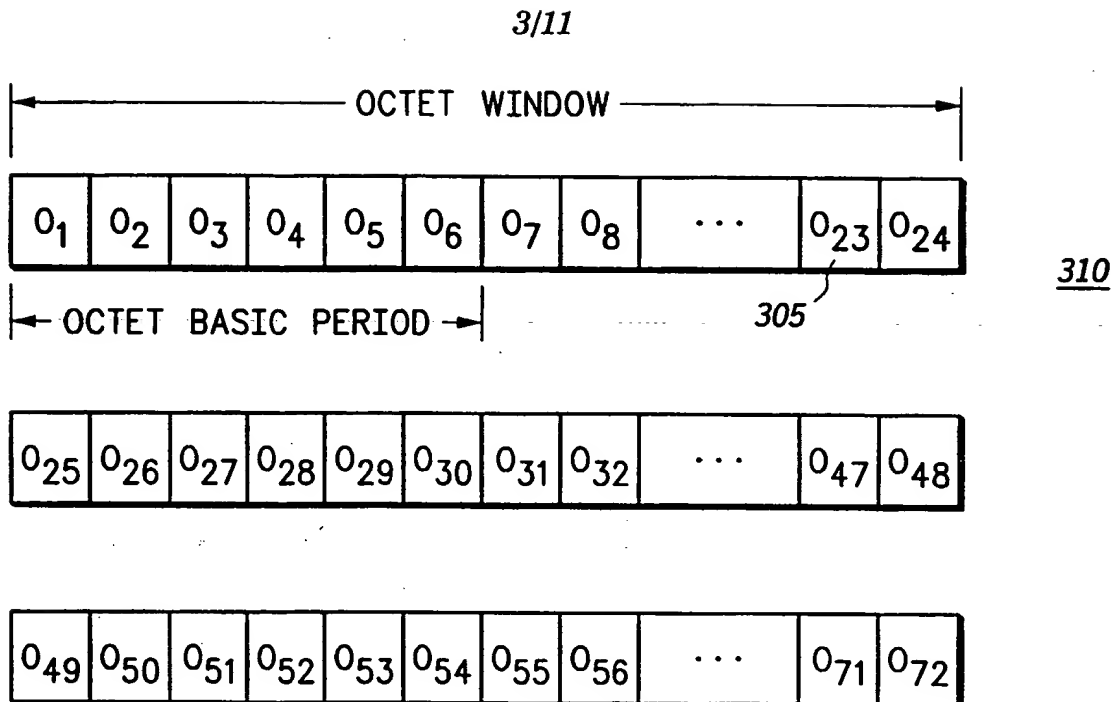 3/11
OCTET WINDOW
O1 O2 O3 O4 O5 O6 O7 O8 ... O23 O24
310
OCTET BASIC PERIOD
305
O25 O26 O27 O28 O29 O30 O31 O32 ... O47 O48
O49 O50 O51 O52 O53 O54 O55 O56 ... O71 O72